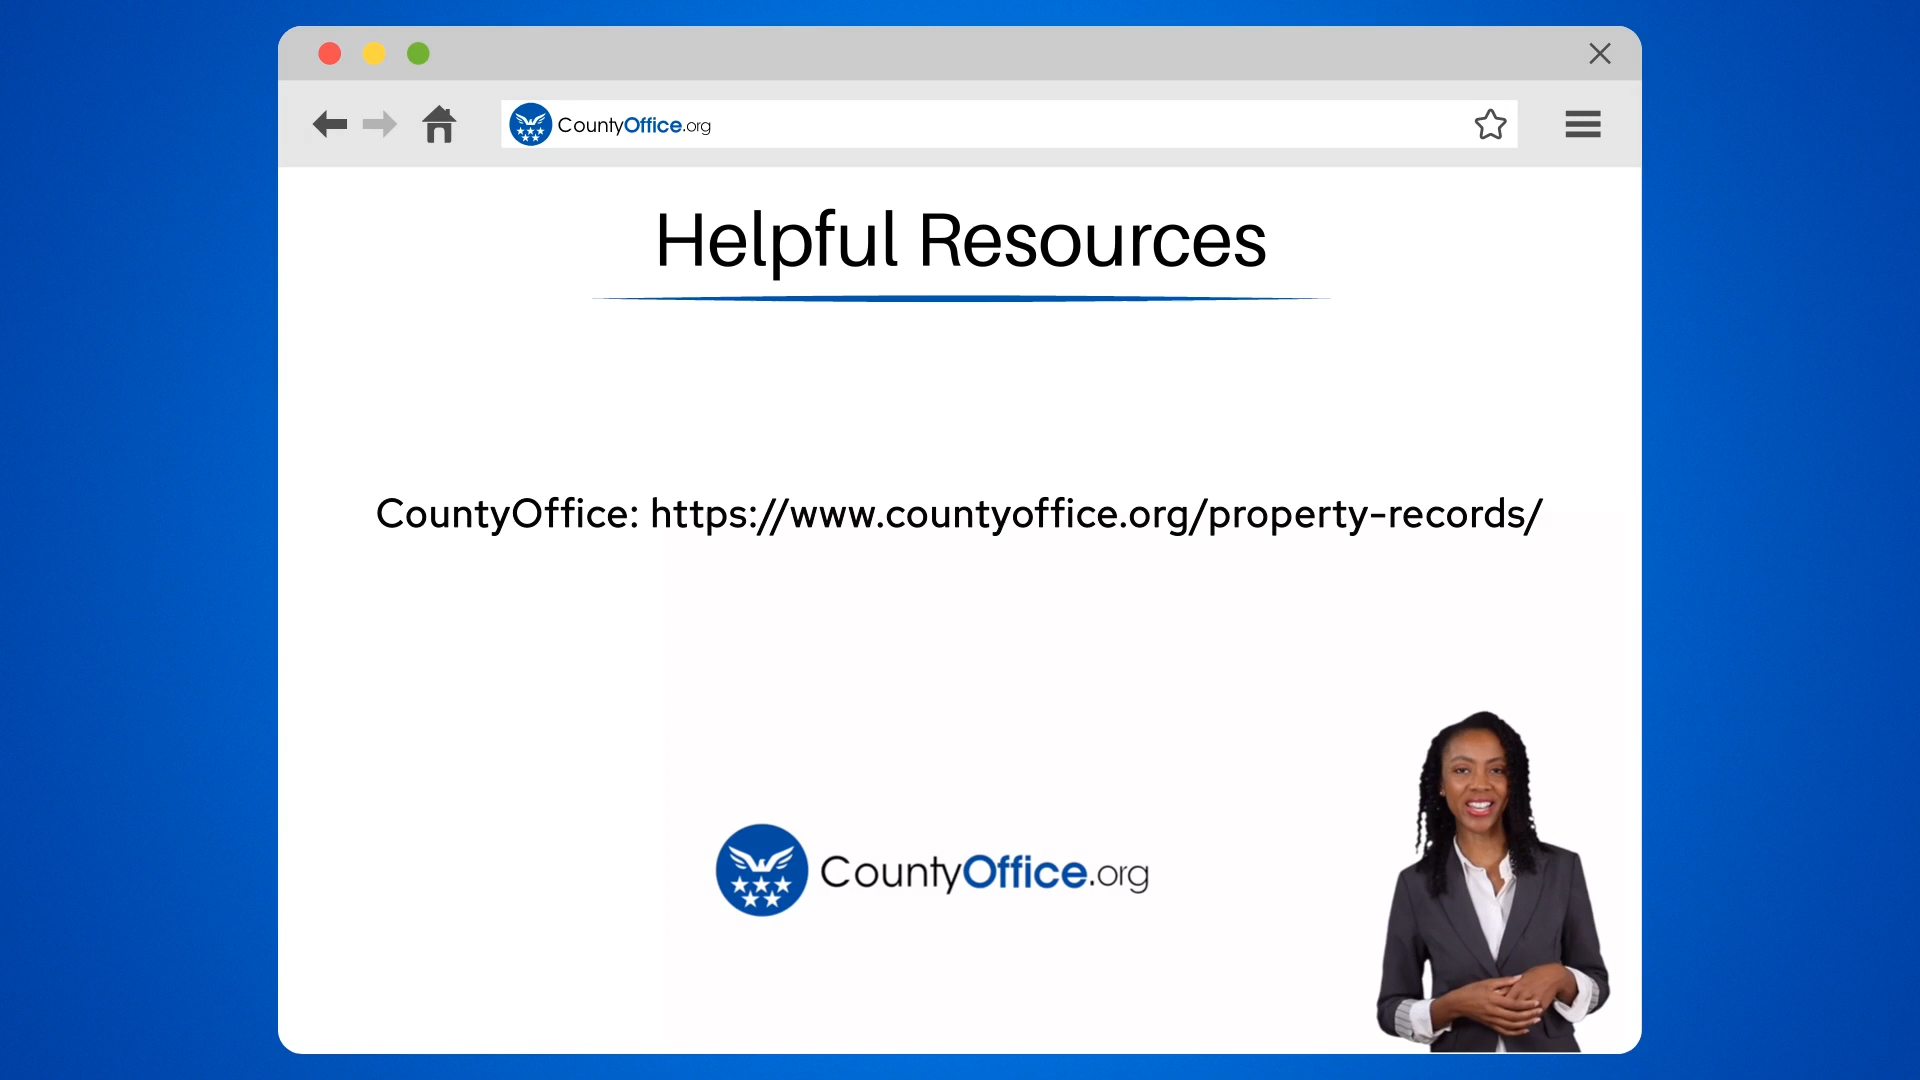 CountyOffice.org
Helpful Resources
CountyOffice: https://www.countyoffice.org/property-records/
CountyOffice.org